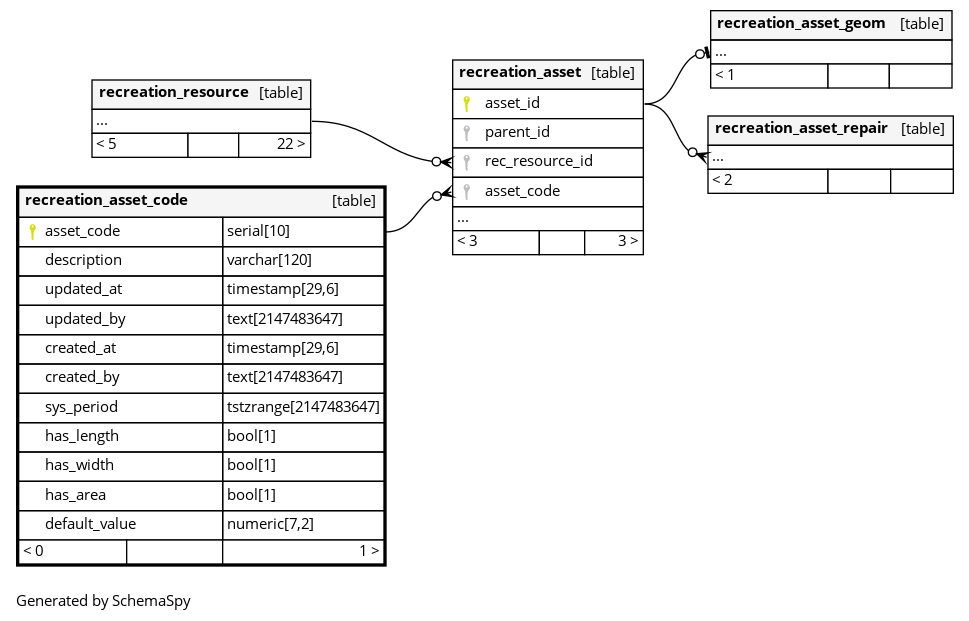 recreation_asset_geom [table]
...
< 1
recreation_asset [table]
asset_id
parent_id
rec_resource_id
asset_code
...
< 3 3 >
recreation_resource [table]
...
< 5 22 >
recreation_asset_repair [table]
...
< 2
recreation_asset_code [table]
asset_code serial[10]
description varchar[120]
updated_at timestamp[29,6]
updated_by text[2147483647]
created_at timestamp[29,6]
created_by text[2147483647]
sys_period tstzrange[2147483647]
has_length bool[1]
has_width bool[1]
has_area bool[1]
default_value numeric[7,2]
< 0 1 >
Generated by SchemaSpy